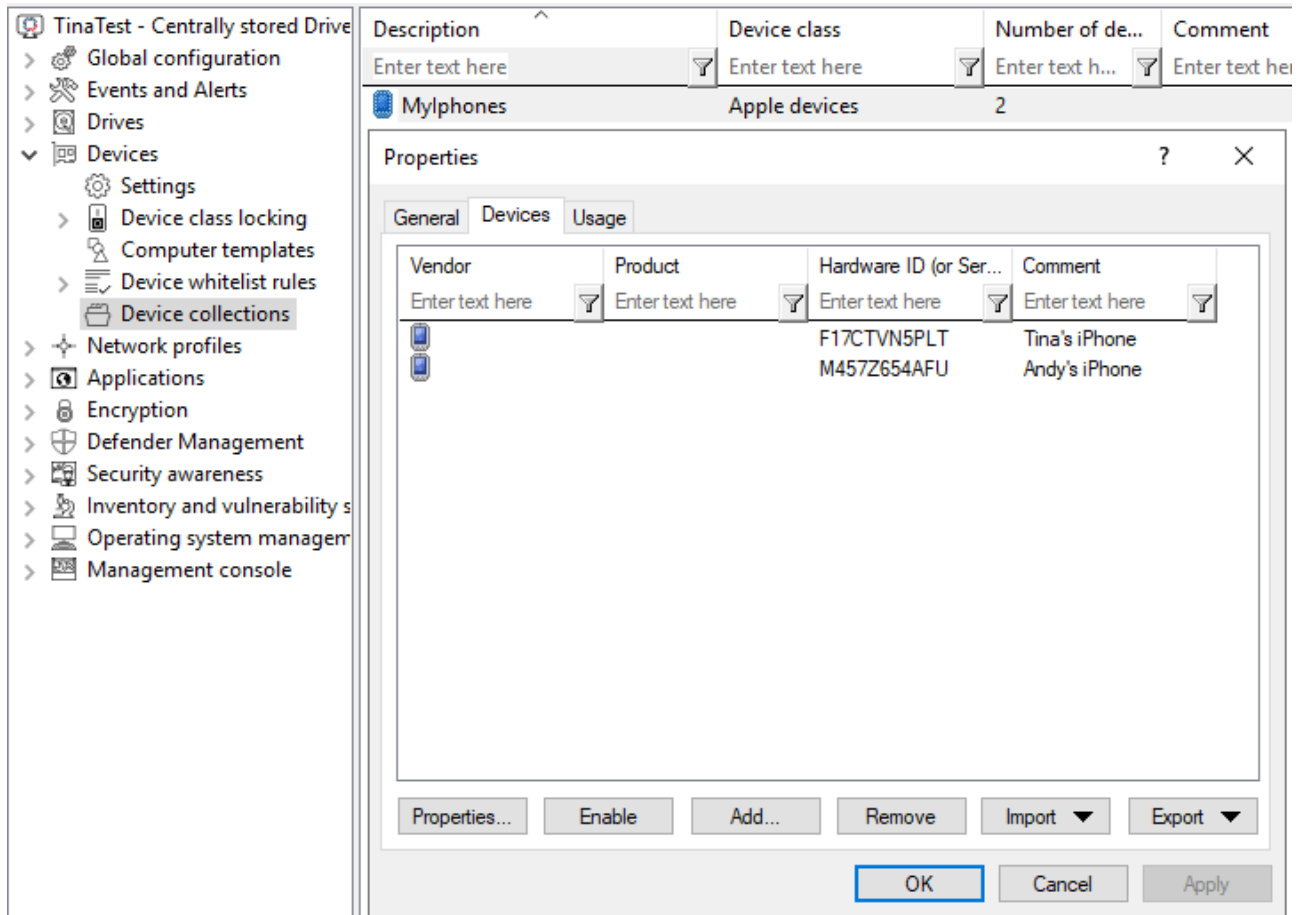 TinaTest - Centrally stored Drive
Global configuration
Events and Alerts
Drives
Devices
Settings
Device class locking
Computer templates
Device whitelist rules
Device collections
Network profiles
Applications
Encryption
Defender Management
Security awareness
Inventory and vulnerability s
Operating system managem
Management console
Description Device class Number of de... Comment
Enter text here Enter text here Enter text h... Enter text her
MyIphones Apple devices 2
Properties ?
General Devices Usage
Vendor Product Hardware ID (or Ser... Comment
Enter text here Enter text here Enter text here Enter text here
F17CTVN5PLT Tina's iPhone
M457Z654AFU Andy's iPhone
Properties... Enable Add... Remove Import Export
OK Cancel Apply